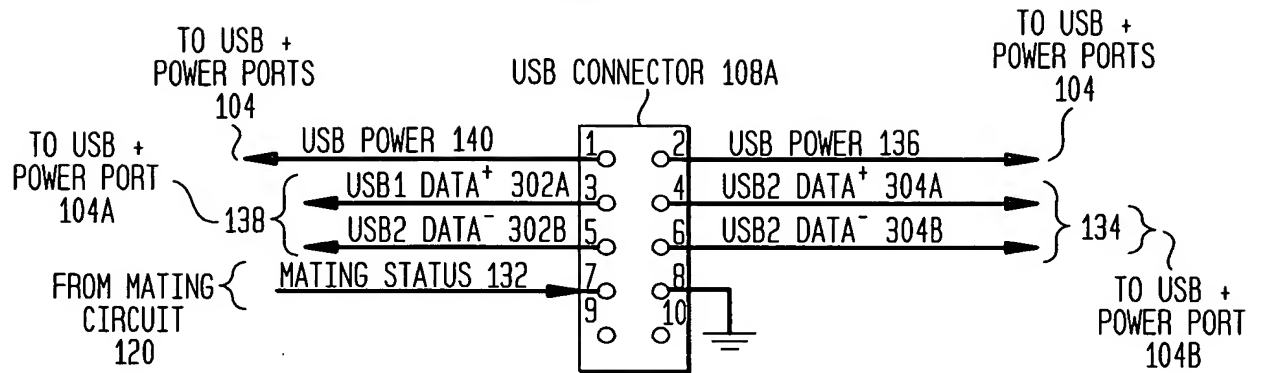 TO USB +
POWER PORTS
104
USB CONNECTOR 108A
TO USB +
POWER PORTS
104
TO USB +
POWER PORT
104A
138
USB POWER 140
1
2
USB POWER 136
USB1 DATA+ 302A
3
4
USB2 DATA+ 304A
USB2 DATA- 302B
5
6
USB2 DATA- 304B
134
FROM MATING
CIRCUIT
120
MATING STATUS 132
7
8
9
10
TO USB +
POWER PORT
104B